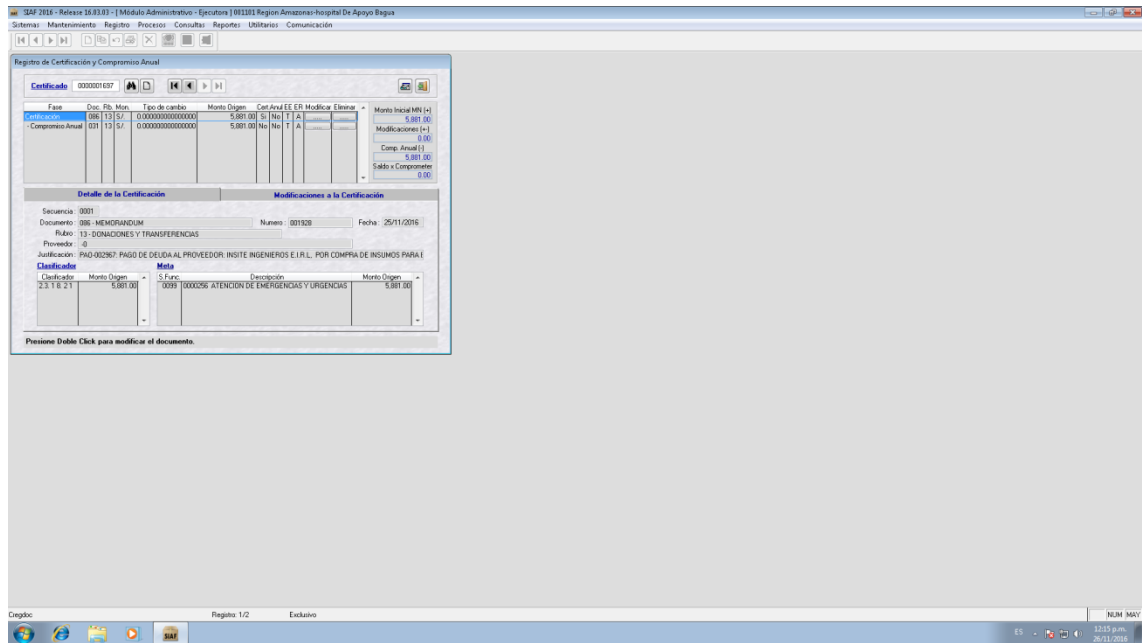 SIAF 2016 - Release 16.03.03 - [ Módulo Administrativo - Ejecutora ] 001101 Region Amazonas-hospital De Apoyo Bagua
Sistemas Mantenimiento Registro Procesos Consultas Reportes Utilitarios Comunicación
Registro de Certificación y Compromiso Anual
Certificado 0000001697
Fase Doc. Rb. Mon. Tipo de cambio Monto Origen Cert Anul EE ER Modificar Eliminar
Certificación 086 13 S/. 0.000000000000000 5,881.00 Si No T A
- Compromiso Anual 031 13 S/. 0.000000000000000 5,881.00 No No T A
Monto Inicial MN (+)
5,881.00
Modificaciones (+-)
0.00
Comp. Anual (-)
5,881.00
Saldo x Comprometer
0.00
Detalle de la Certificación Modificaciones a la Certificación
Secuencia : 0001
Documento : 086 - MEMORANDUM Numero : 001928 Fecha : 25/11/2016
Rubro : 13 - DONACIONES Y TRANSFERENCIAS
Proveedor : -0
Justificación : PAO-002967: PAGO DE DEUDA AL PROVEEDOR: INSITE INGENIEROS E.I.R.L. POR COMPRA DE INSUMOS PARA
Clasificador Meta
Clasificador Monto Origen S.Func. Descripción Monto Origen
2.3. 1 8. 2 1 5,881.00 0099 0000256 ATENCION DE EMERGENCIAS Y URGENCIAS 5,881.00
Presione Doble Click para modificar el documento.
Cregdoc Registro: 1/2 Exclusivo NUM MAY
SIAF ES 12:15 p.m.
26/11/2016